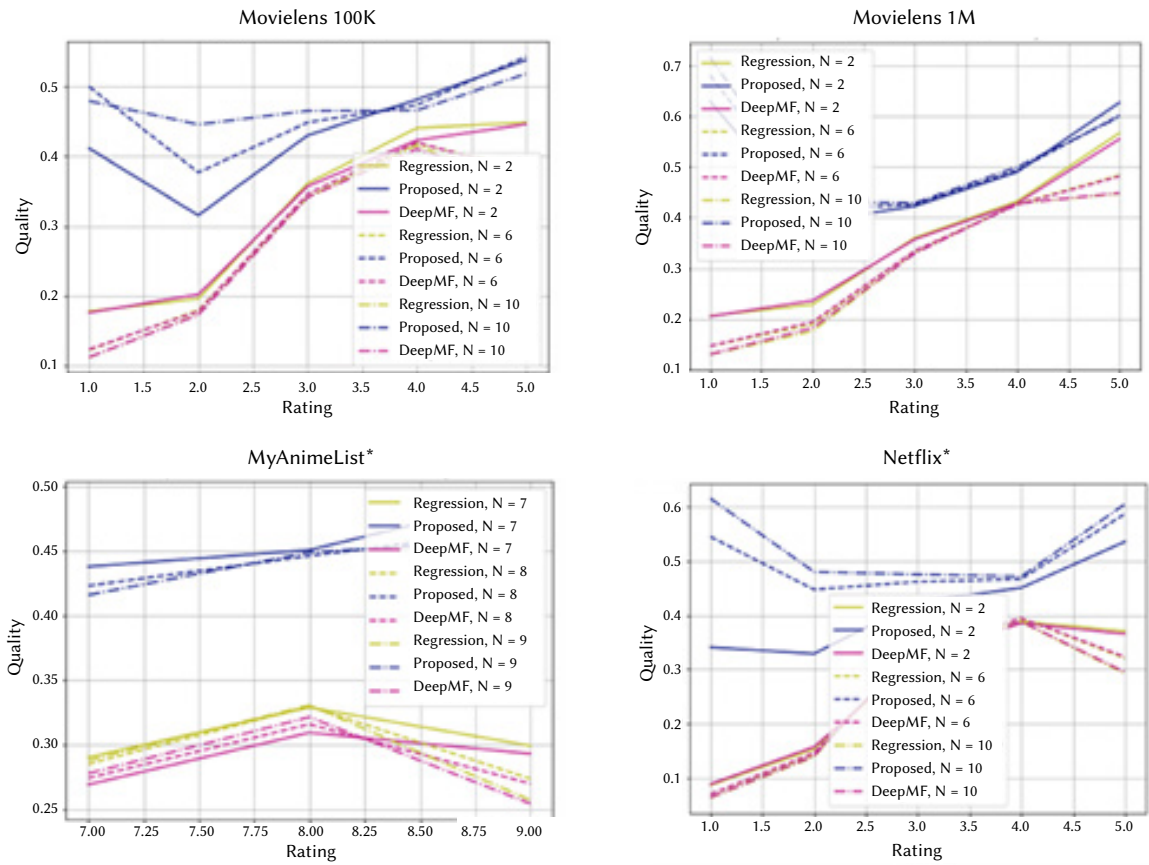 Movielens 100K
Quality
0.5
0.4
0.3
0.2
0.1
1.0 1.5 2.0 2.5 3.0 3.5 4.0 4.5 5.0
Rating
Regression, N = 2
Proposed, N = 2
DeepMF, N = 2
Regression, N = 6
Proposed, N = 6
DeepMF, N = 6
Regression, N = 10
Proposed, N = 10
DeepMF, N = 10
Movielens 1M
Quality
0.7
0.6
0.5
0.4
0.3
0.2
0.1
1.0 1.5 2.0 2.5 3.0 3.5 4.0 4.5 5.0
Rating
Regression, N = 2
Proposed, N = 2
DeepMF, N = 2
Regression, N = 6
Proposed, N = 6
DeepMF, N = 6
Regression, N = 10
Proposed, N = 10
DeepMF, N = 10
MyAnimeList*
Quality
0.50
0.45
0.40
0.35
0.30
0.25
7.00 7.25 7.50 7.75 8.00 8.25 8.50 8.75 9.00
Rating
Regression, N = 7
Proposed, N = 7
DeepMF, N = 7
Regression, N = 8
Proposed, N = 8
DeepMF, N = 8
Regression, N = 9
Proposed, N = 9
DeepMF, N = 9
Netflix*
Quality
0.6
0.5
0.4
0.3
0.2
0.1
1.0 1.5 2.0 2.5 3.0 3.5 4.0 4.5 5.0
Rating
Regression, N = 2
Proposed, N = 2
DeepMF, N = 2
Regression, N = 6
Proposed, N = 6
DeepMF, N = 6
Regression, N = 10
Proposed, N = 10
DeepMF, N = 10